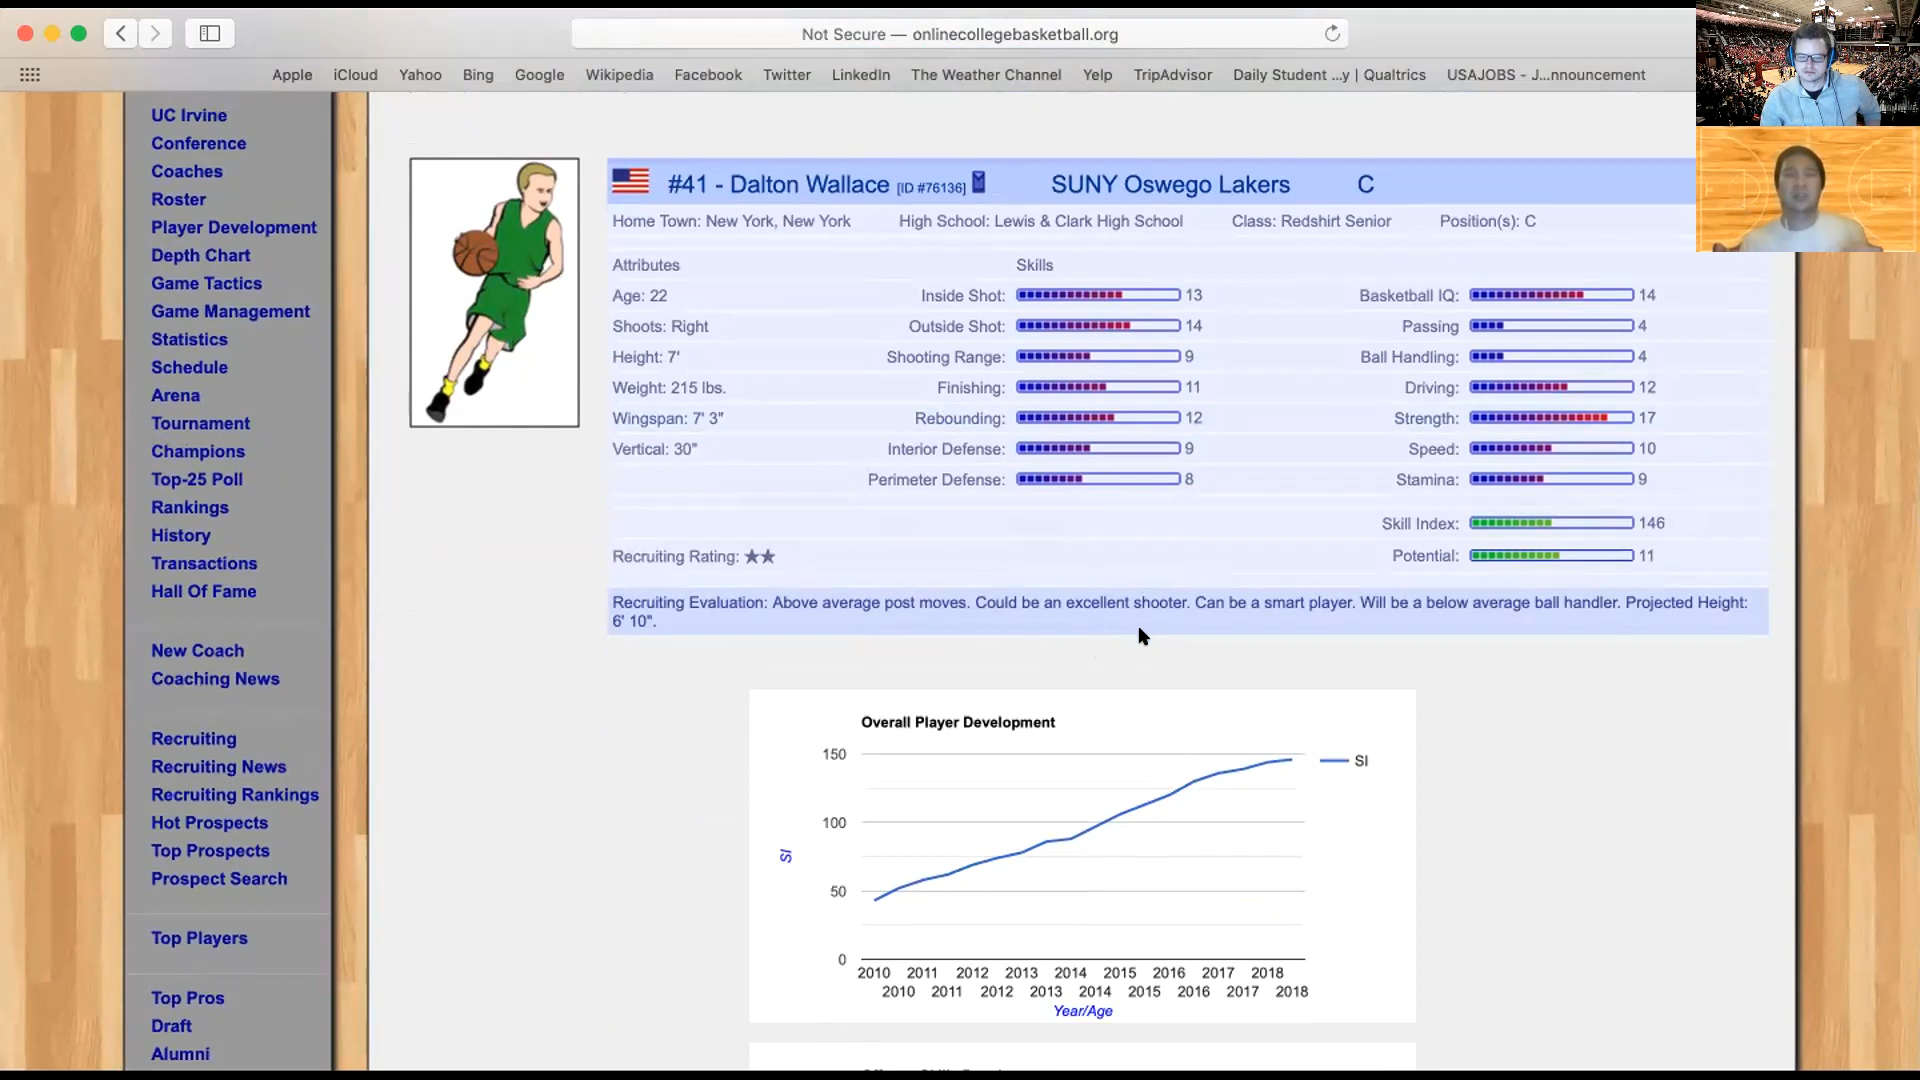 Not Secure — onlinecollegebasketball.org
Apple iCloud Yahoo Bing Google Wikipedia Facebook Twitter LinkedIn The Weather Channel Yelp TripAdvisor Daily Student ...y | Qualtrics USAJOBS - J...nnouncement
UC Irvine
Conference
Coaches
Roster
Player Development
Depth Chart
Game Tactics
Game Management
Statistics
Schedule
Arena
Tournament
Champions
Top-25 Poll
Rankings
History
Transactions
Hall Of Fame
New Coach
Coaching News
Recruiting
Recruiting News
Recruiting Rankings
Hot Prospects
Top Prospects
Prospect Search
Top Players
Top Pros
Draft
Alumni
#41 - Dalton Wallace [ID #76136] SUNY Oswego Lakers C
Home Town: New York, New York High School: Lewis & Clark High School Class: Redshirt Senior Position(s): C
Attributes Skills
Age: 22 Inside Shot: 13 Basketball IQ: 14
Shoots: Right Outside Shot: 14 Passing 4
Height: 7' Shooting Range: 9 Ball Handling: 4
Weight: 215 lbs. Finishing: 11 Driving: 12
Wingspan: 7' 3" Rebounding: 12 Strength: 17
Vertical: 30" Interior Defense: 9 Speed: 10
Perimeter Defense: 8 Stamina: 9
Skill Index: 146
Recruiting Rating: ★★ Potential: 11
Recruiting Evaluation: Above average post moves. Could be an excellent shooter. Can be a smart player. Will be a below average ball handler. Projected Height:
6' 10".
Overall Player Development
150
100
50
0
SI
SI
2010 2011 2012 2013 2014 2015 2016 2017 2018
2010 2011 2012 2013 2014 2015 2016 2017 2018
Year/Age